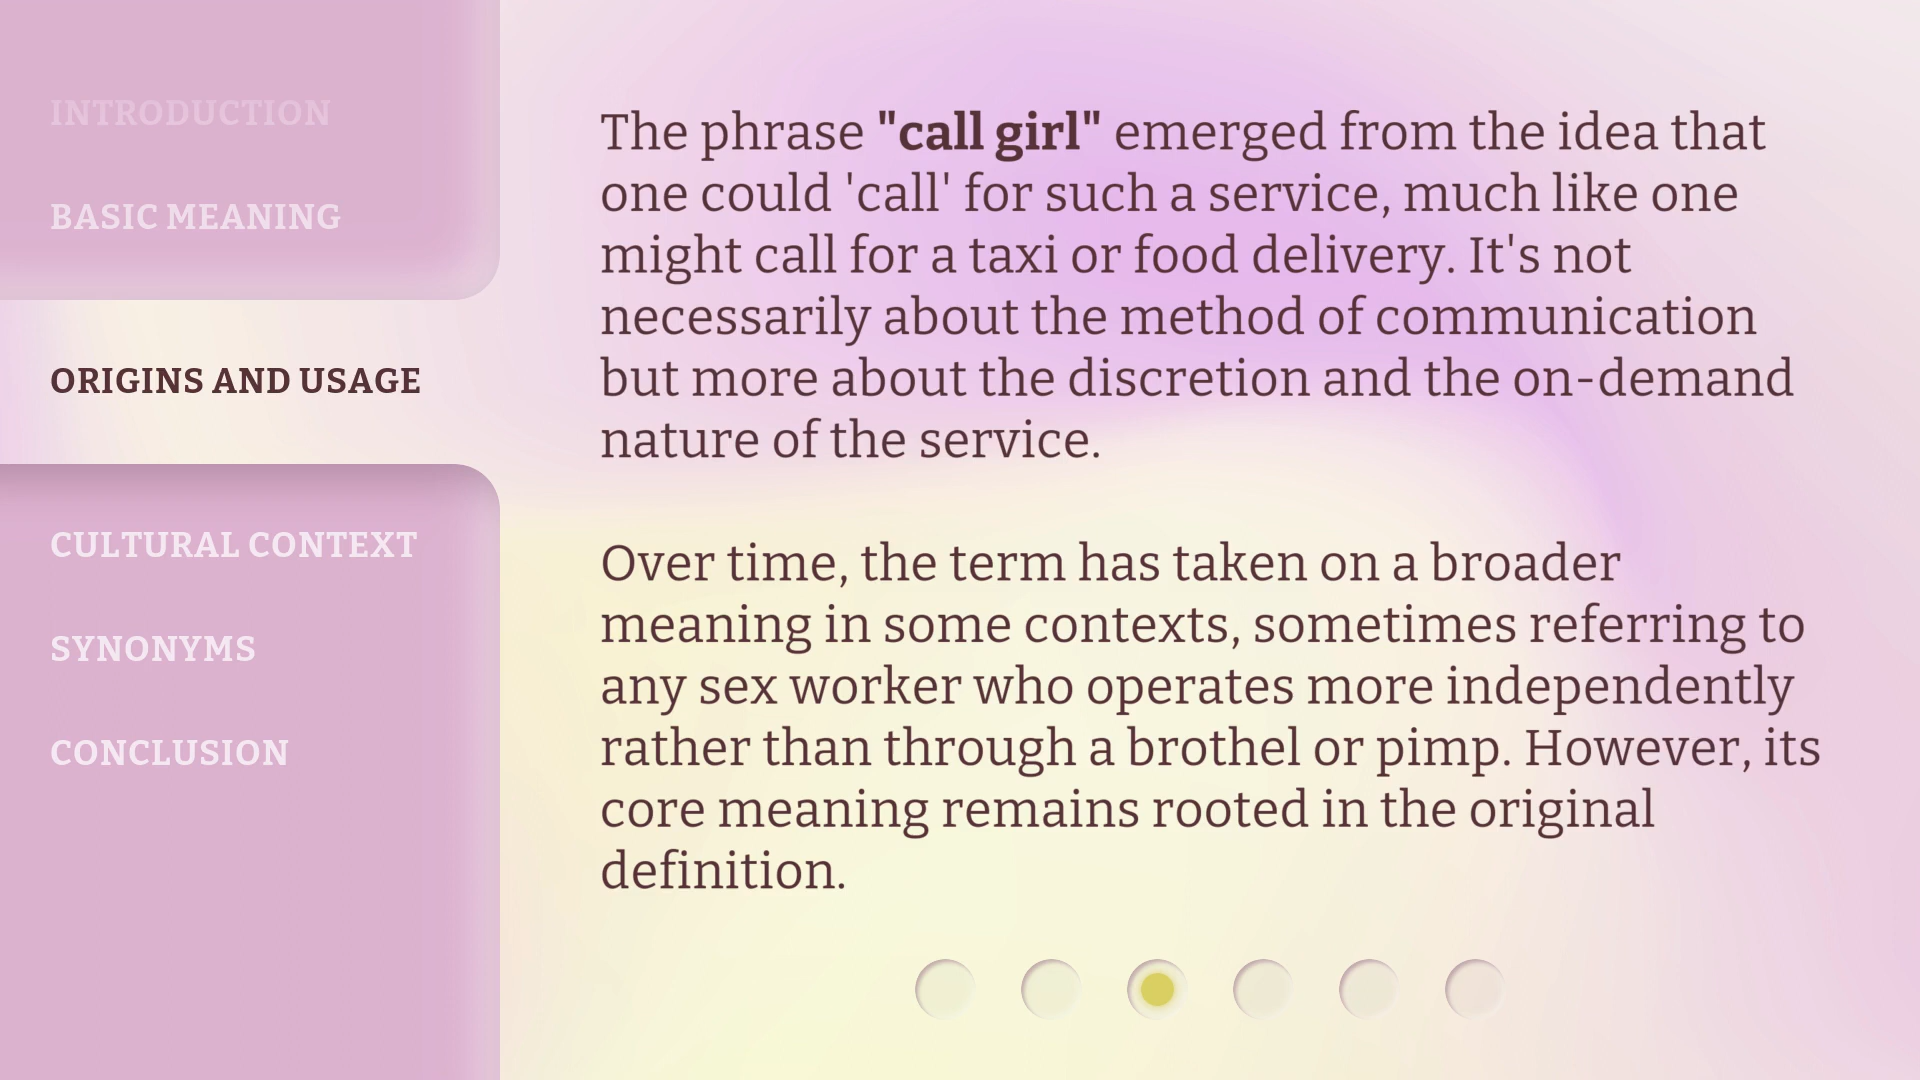 INTRODUCTION
BASIC MEANING
ORIGINS AND USAGE
CULTURAL CONTEXT
SYNONYMS
CONCLUSION
The phrase "call girl" emerged from the idea that
one could 'call' for such a service, much like one
might call for a taxi or food delivery. It's not
necessarily about the method of communication
but more about the discretion and the on-demand
nature of the service.
Over time, the term has taken on a broader
meaning in some contexts, sometimes referring to
any sex worker who operates more independently
rather than through a brothel or pimp. However, its
core meaning remains rooted in the original
definition.